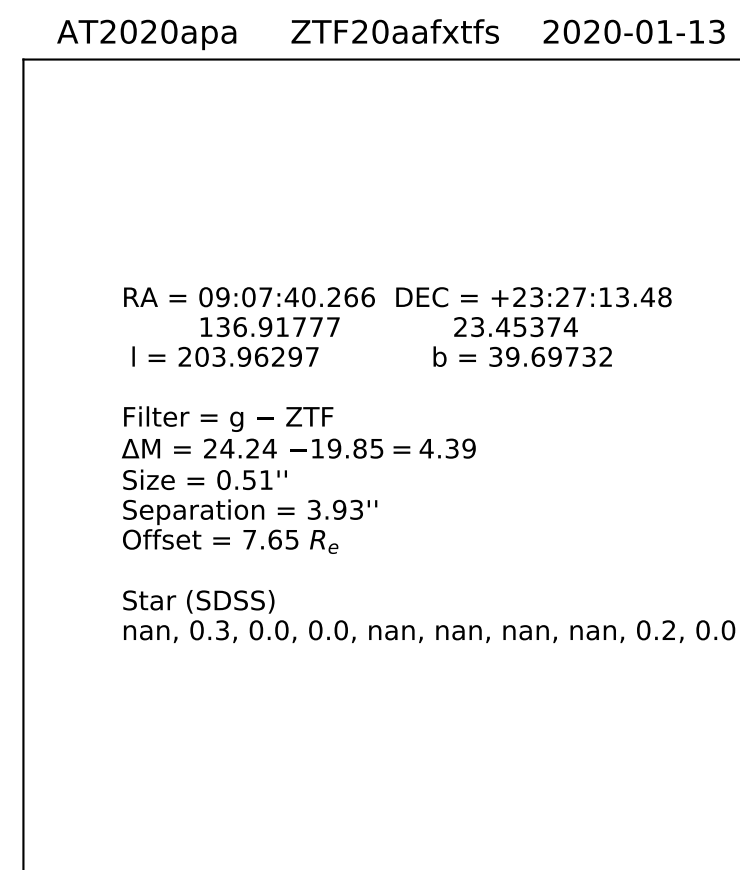 AT2020apa ZTF20aafxtfs 2020-01-13
RA = 09:07:40.266 DEC = +23:27:13.48
136.91777 23.45374
l = 203.96297 b = 39.69732
Filter = g − ZTF
ΔM = 24.24 −19.85 = 4.39
Size = 0.51''
Separation = 3.93''
Offset = 7.65 Re
Star (SDSS)
nan, 0.3, 0.0, 0.0, nan, nan, nan, nan, 0.2, 0.0